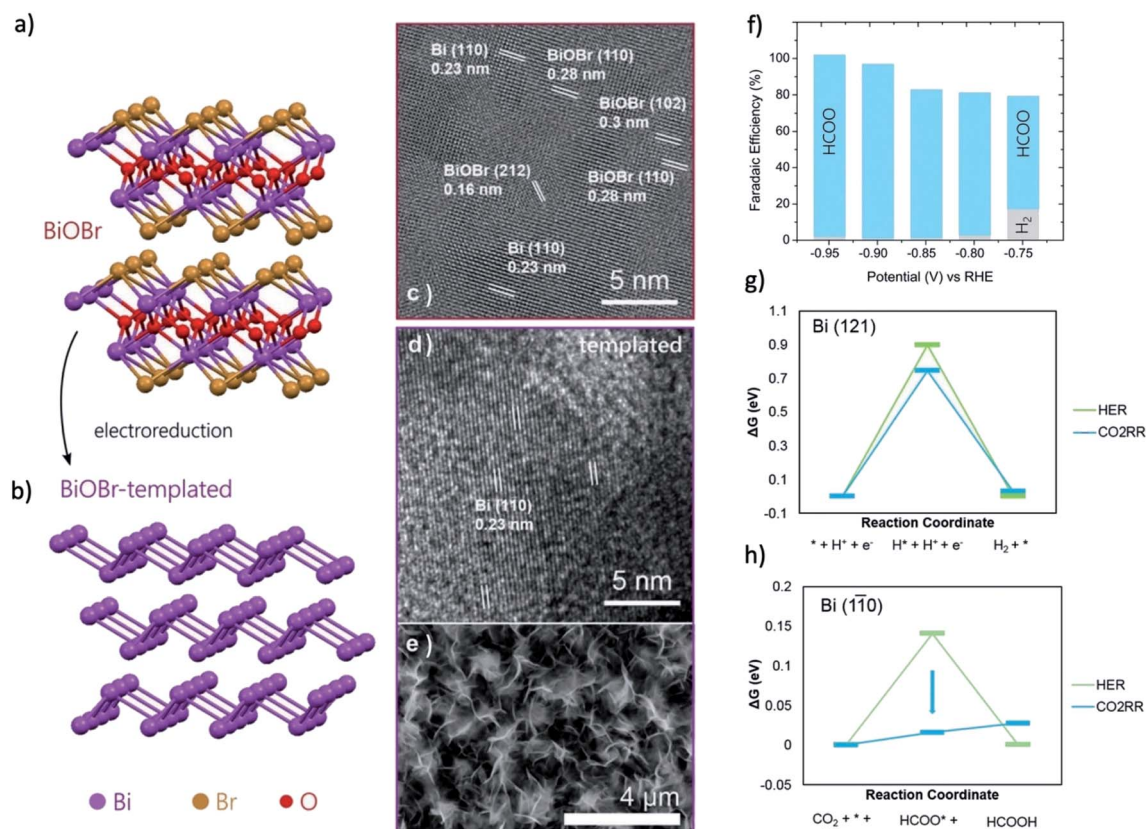 a)
BiOBr
electroreduction
b)
BiOBr-templated
Bi
Br
O
Bi (110)
0.23 nm
BiOBr (110)
0.28 nm
BiOBr (102)
0.3 nm
BiOBr (212)
0.16 nm
BiOBr (110)
0.28 nm
Bi (110)
0.23 nm
c )
5 nm
d )
templated
Bi (110)
0.23 nm
5 nm
e )
4 µm
f)
Faradaic Efficiency (%)
100
80
60
40
20
0
HCOO
HCOO
H₂
-0.95
-0.90
-0.85
-0.80
-0.75
Potential (V) vs RHE
g)
Bi (121)
ΔG (eV)
1.1
0.9
0.7
0.5
0.3
0.1
-0.1
HER
CO2RR
Reaction Coordinate
* + H⁺ + e⁻
H* + H⁺ + e⁻
H₂ + *
h)
Bi (11̅0)
ΔG (eV)
0.2
0.15
0.1
0.05
0
-0.05
HER
CO2RR
Reaction Coordinate
CO₂ + * +
HCOO* +
HCOOH